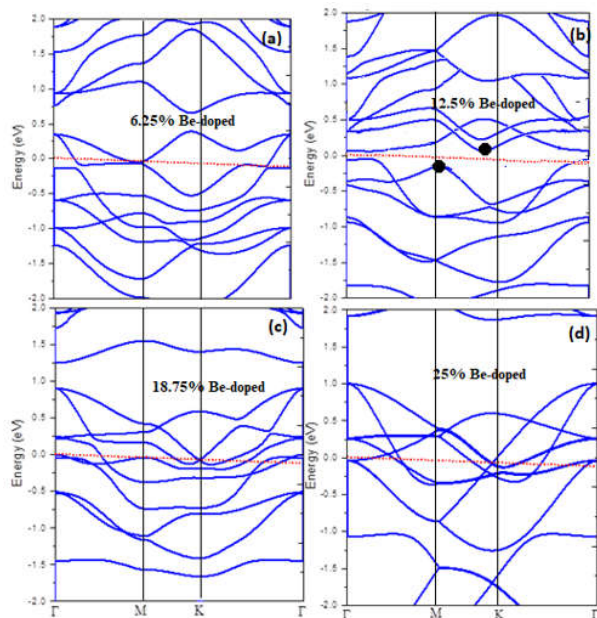 (a)
6.25% Be-doped
Energy (eV)
2.0
1.5
1.0
0.5
0.0
-0.5
-1.0
-1.5
-2.0
(b)
12.5% Be-doped
Energy (eV)
2.0
1.5
1.0
0.5
0.0
-0.5
-1.0
-1.5
-2.0
(c)
18.75% Be-doped
Energy (eV)
2.0
1.5
1.0
0.5
0.0
-0.5
-1.0
-1.5
-2.0
Γ M K Γ
(d)
25% Be-doped
Energy (eV)
2.0
1.5
1.0
0.5
0.0
-0.5
-1.0
-1.5
-2.0
Γ M K Γ